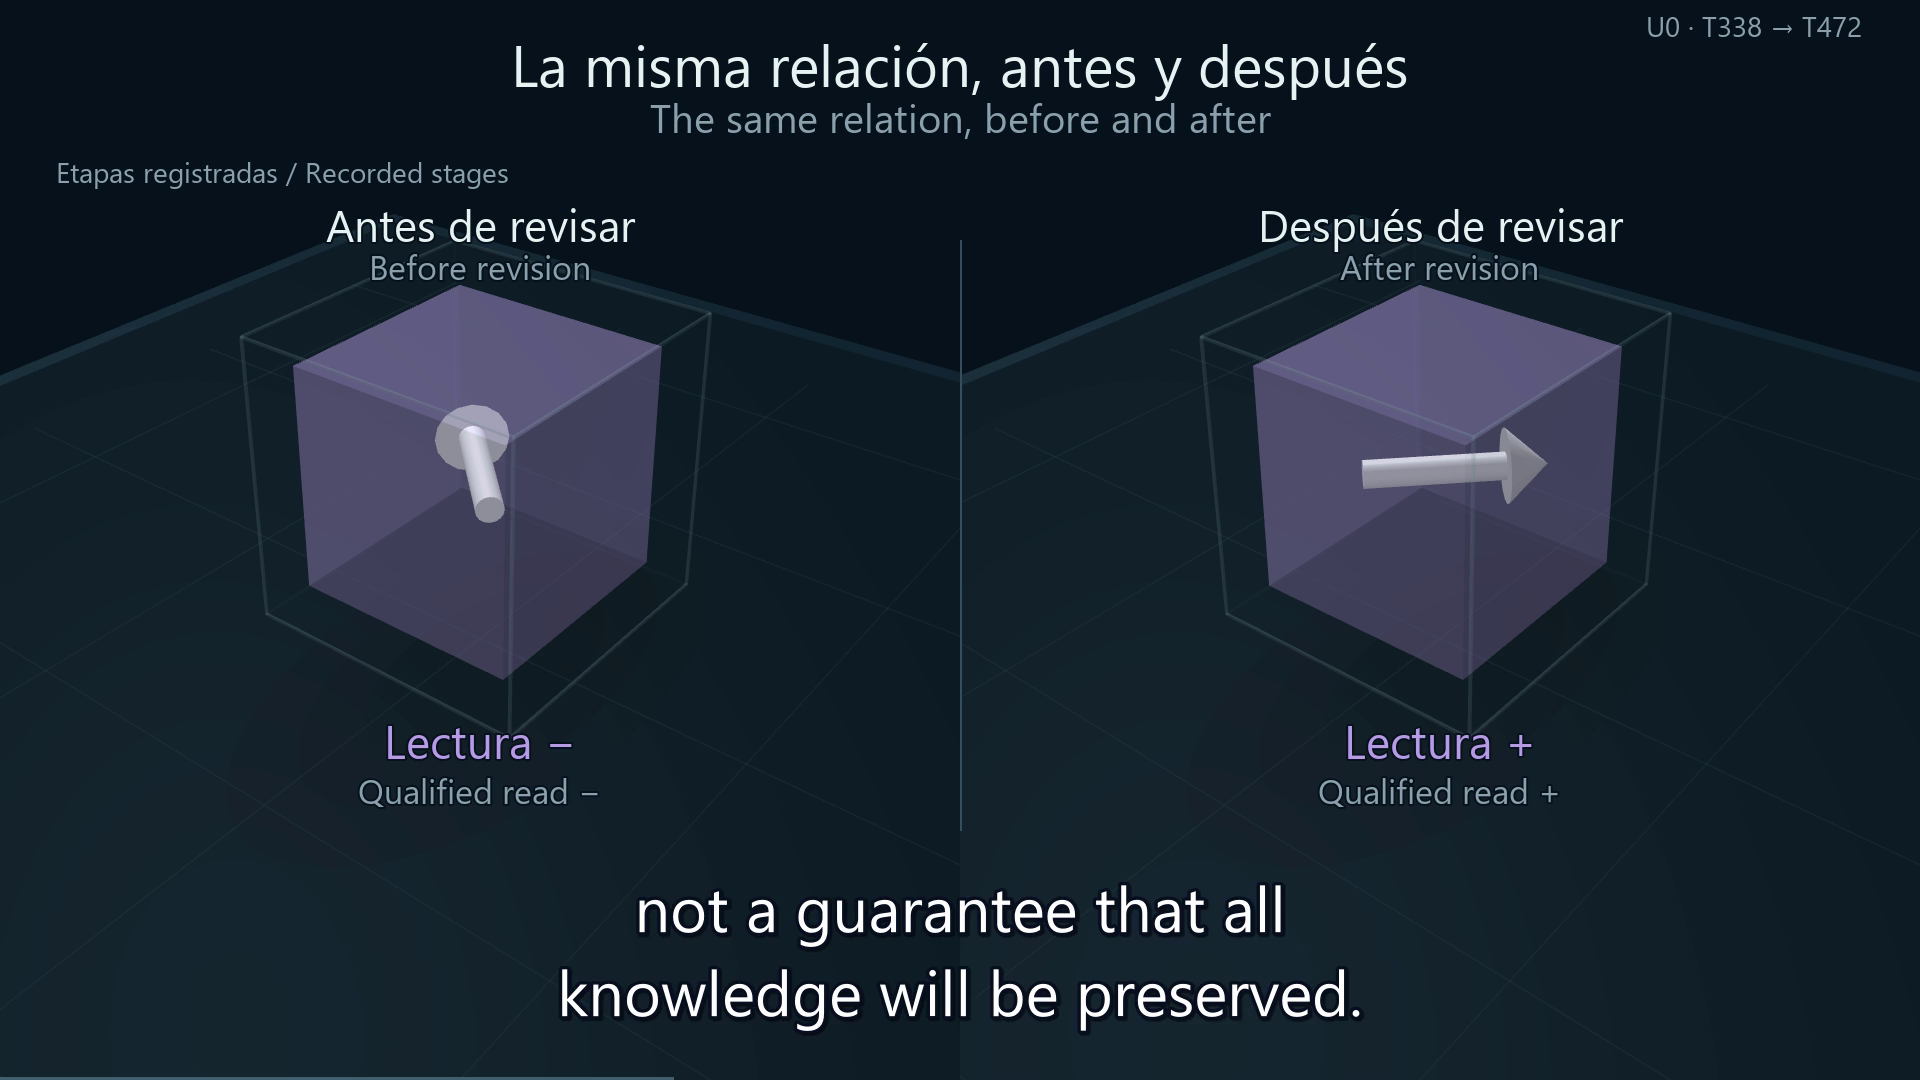 U0 · T338 → T472
La misma relación, antes y después
The same relation, before and after
Etapas registradas / Recorded stages
Antes de revisar
Before revision
Lectura −
Qualified read −
Después de revisar
After revision
Lectura +
Qualified read +
not a guarantee that all
knowledge will be preserved.